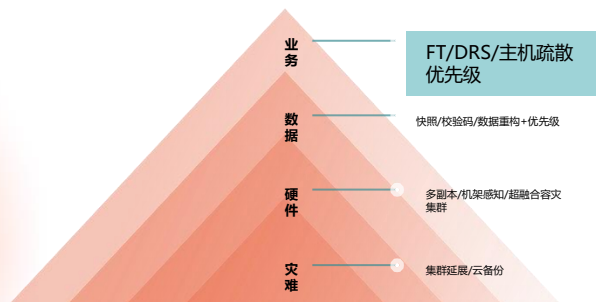 业务
FT/DRS/主机疏散
优先级
数据
快照/校验码/数据重构+优先级
硬件
多副本/机架感知/超融合容灾
集群
灾难
集群延展/云备份